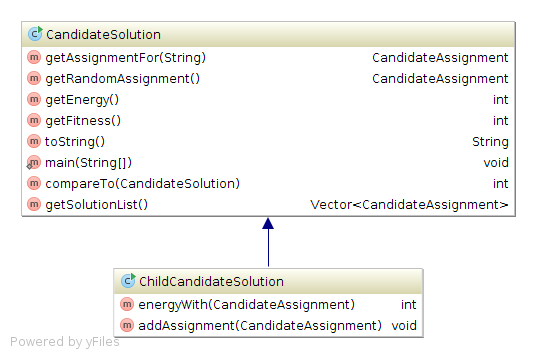 CandidateSolution
getAssignmentFor(String) CandidateAssignment
getRandomAssignment() CandidateAssignment
getEnergy() int
getFitness() int
toString() String
main(String[]) void
compareTo(CandidateSolution) int
getSolutionList() Vector<CandidateAssignment>
ChildCandidateSolution
energyWith(CandidateAssignment) int
addAssignment(CandidateAssignment) void
Powered by yFiles